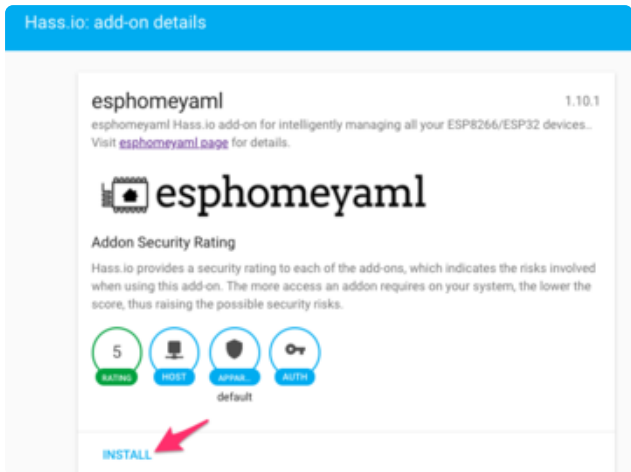 Hass.io: add-on details
esphomeyaml 1.10.1
esphomeyaml Hass.io add-on for intelligently managing all your ESP8266/ESP32 devices..
Visit esphomeyaml page for details.
esphomeyaml
Addon Security Rating
Hass.io provides a security rating to each of the add-ons, which indicates the risks involved
when using this add-on. The more access an addon requires on your system, the lower the
score, thus raising the possible security risks.
5
RATING HOST APPAR... AUTH
default
INSTALL